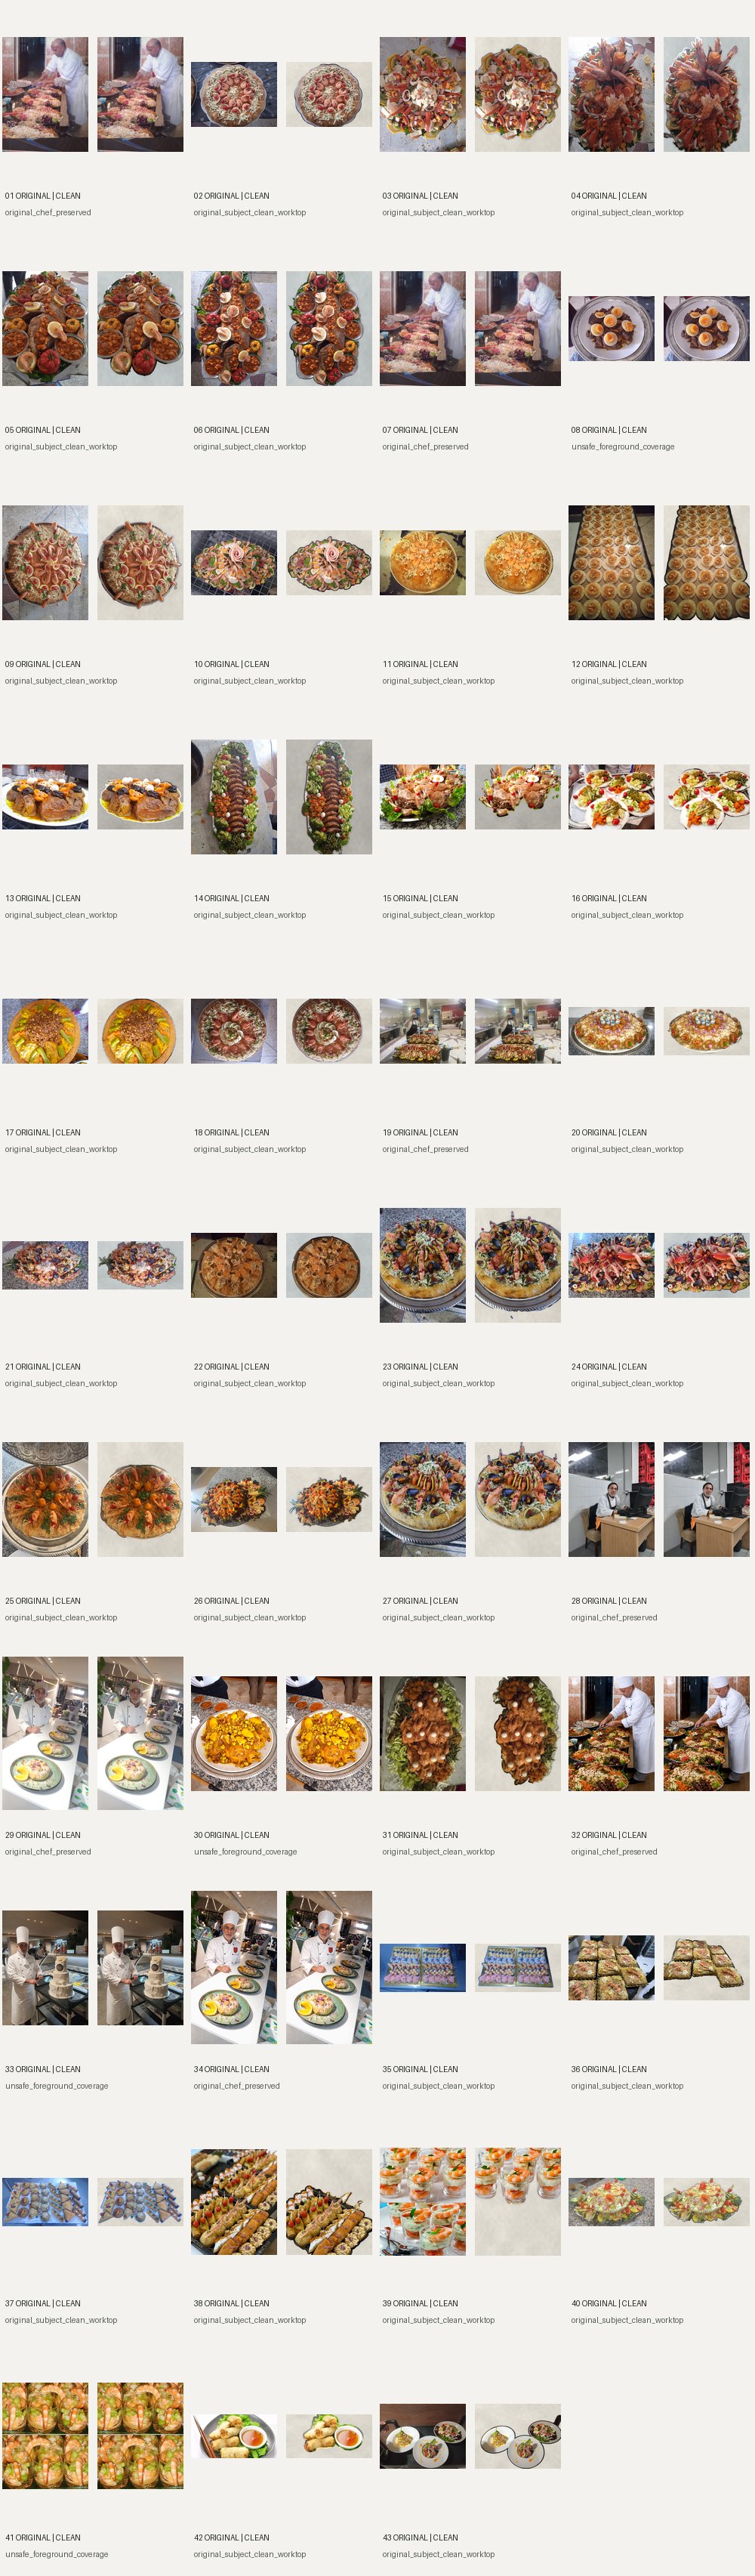 01 ORIGINAL | CLEAN
original_chef_preserved
02 ORIGINAL | CLEAN
original_subject_clean_worktop
03 ORIGINAL | CLEAN
original_subject_clean_worktop
04 ORIGINAL | CLEAN
original_subject_clean_worktop
05 ORIGINAL | CLEAN
original_subject_clean_worktop
06 ORIGINAL | CLEAN
original_subject_clean_worktop
07 ORIGINAL | CLEAN
original_chef_preserved
08 ORIGINAL | CLEAN
unsafe_foreground_coverage
09 ORIGINAL | CLEAN
original_subject_clean_worktop
10 ORIGINAL | CLEAN
original_subject_clean_worktop
11 ORIGINAL | CLEAN
original_subject_clean_worktop
12 ORIGINAL | CLEAN
original_subject_clean_worktop
13 ORIGINAL | CLEAN
original_subject_clean_worktop
14 ORIGINAL | CLEAN
original_subject_clean_worktop
15 ORIGINAL | CLEAN
original_subject_clean_worktop
16 ORIGINAL | CLEAN
original_subject_clean_worktop
17 ORIGINAL | CLEAN
original_subject_clean_worktop
18 ORIGINAL | CLEAN
original_subject_clean_worktop
19 ORIGINAL | CLEAN
original_chef_preserved
20 ORIGINAL | CLEAN
original_subject_clean_worktop
21 ORIGINAL | CLEAN
original_subject_clean_worktop
22 ORIGINAL | CLEAN
original_subject_clean_worktop
23 ORIGINAL | CLEAN
original_subject_clean_worktop
24 ORIGINAL | CLEAN
original_subject_clean_worktop
25 ORIGINAL | CLEAN
original_subject_clean_worktop
26 ORIGINAL | CLEAN
original_subject_clean_worktop
27 ORIGINAL | CLEAN
original_subject_clean_worktop
28 ORIGINAL | CLEAN
original_chef_preserved
29 ORIGINAL | CLEAN
original_chef_preserved
30 ORIGINAL | CLEAN
unsafe_foreground_coverage
31 ORIGINAL | CLEAN
original_subject_clean_worktop
32 ORIGINAL | CLEAN
original_chef_preserved
33 ORIGINAL | CLEAN
unsafe_foreground_coverage
34 ORIGINAL | CLEAN
original_chef_preserved
35 ORIGINAL | CLEAN
original_subject_clean_worktop
36 ORIGINAL | CLEAN
original_subject_clean_worktop
37 ORIGINAL | CLEAN
original_subject_clean_worktop
38 ORIGINAL | CLEAN
original_subject_clean_worktop
39 ORIGINAL | CLEAN
original_subject_clean_worktop
40 ORIGINAL | CLEAN
original_subject_clean_worktop
41 ORIGINAL | CLEAN
unsafe_foreground_coverage
42 ORIGINAL | CLEAN
original_subject_clean_worktop
43 ORIGINAL | CLEAN
original_subject_clean_worktop